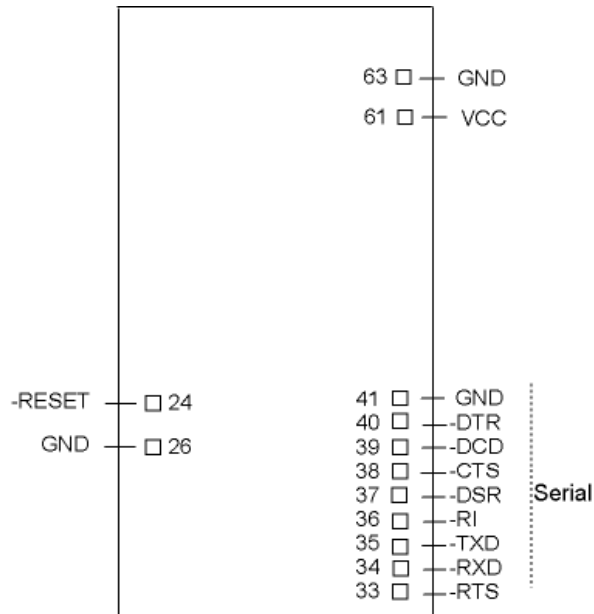 63 GND
61 VCC
-RESET 24
GND 26
41 GND
40 -DTR
39 -DCD
38 -CTS
37 -DSR
Serial
36 -RI
35 -TXD
34 -RXD
33 -RTS